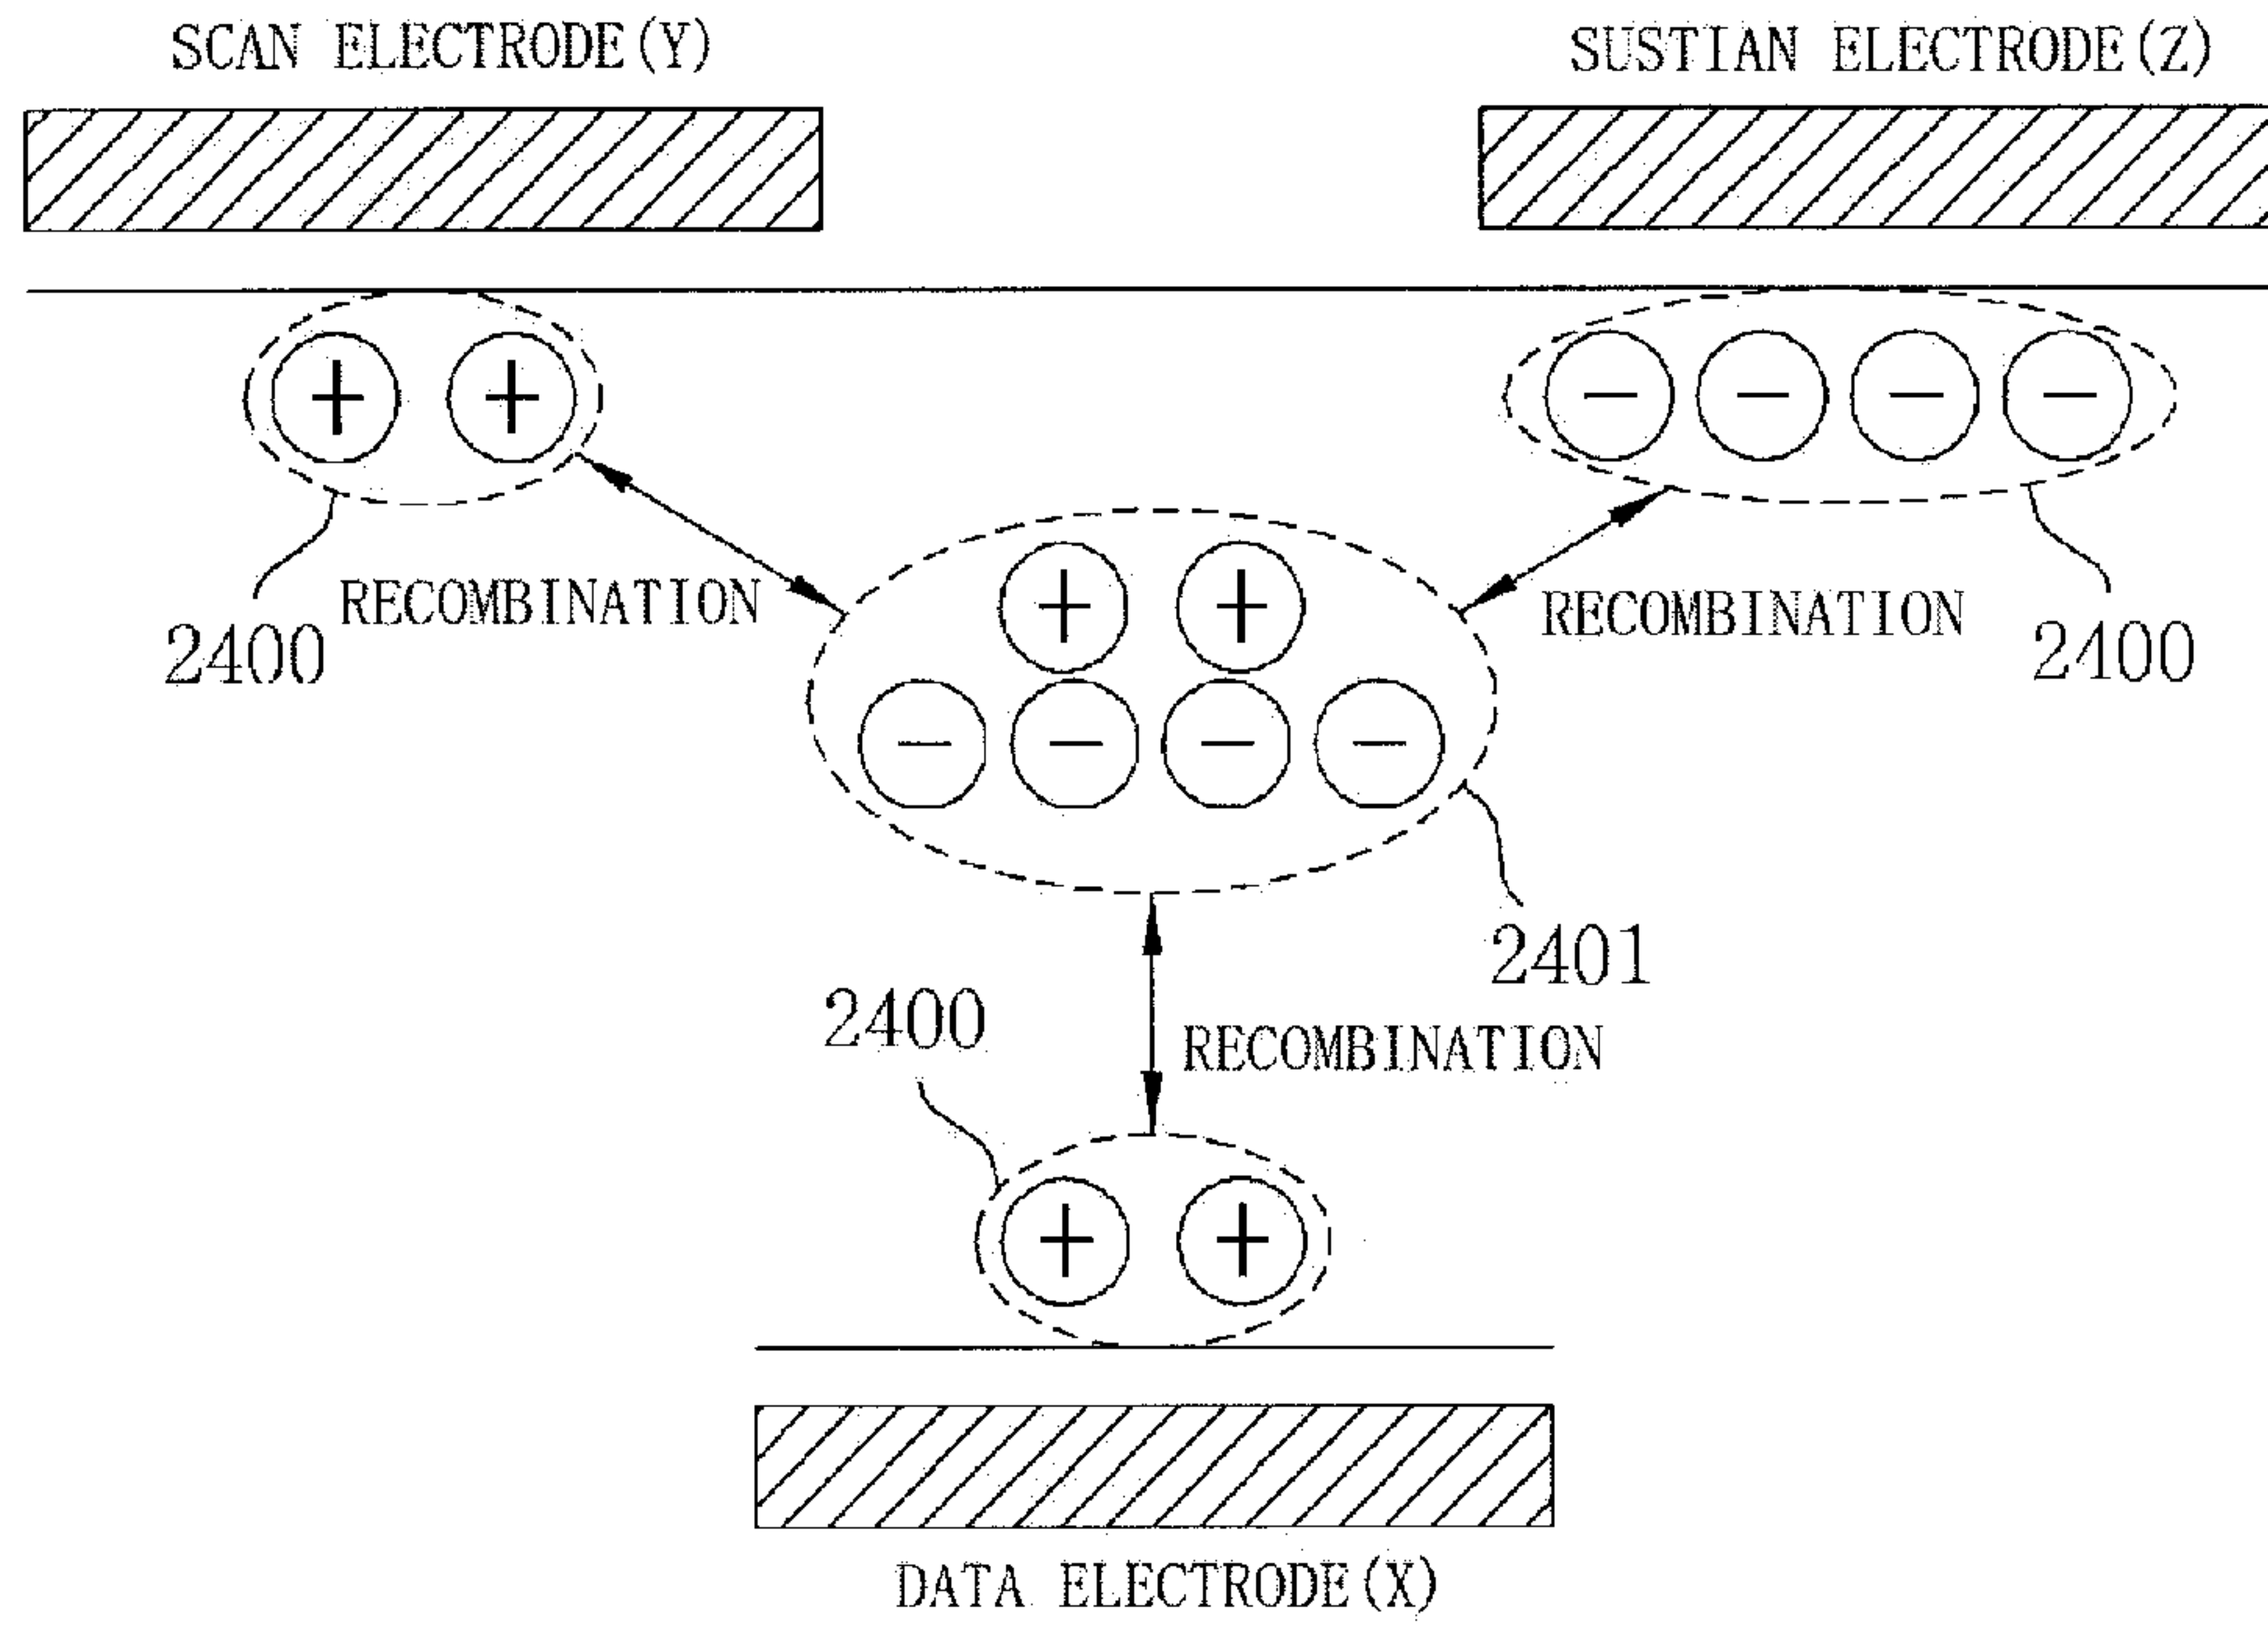 SCAN ELECTRODE(Y)
SUSTIAN ELECTRODE(Z)
+ +
- - - -
RECOMBINATION
2400
+ +
RECOMBINATION
2400
- - - -
2401
2400
RECOMBINATION
+ +
DATA ELECTRODE(X)